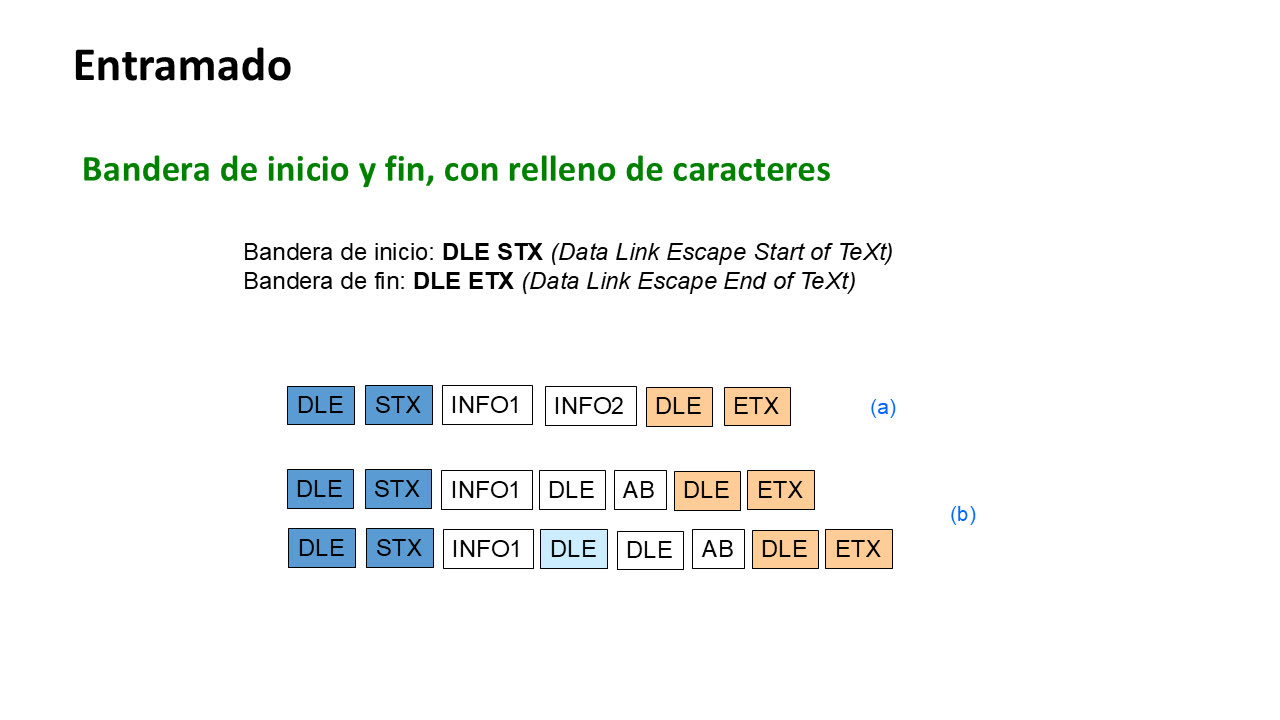 Entramado
Bandera de inicio y fin, con relleno de caracteres
Bandera de inicio: DLE STX (Data Link Escape Start of TeXt)
Bandera de fin: DLE ETX (Data Link Escape End of TeXt)
DLE STX INFO1 INFO2 DLE ETX (a)
DLE STX INFO1 DLE AB DLE ETX
(b)
DLE STX INFO1 DLE DLE AB DLE ETX